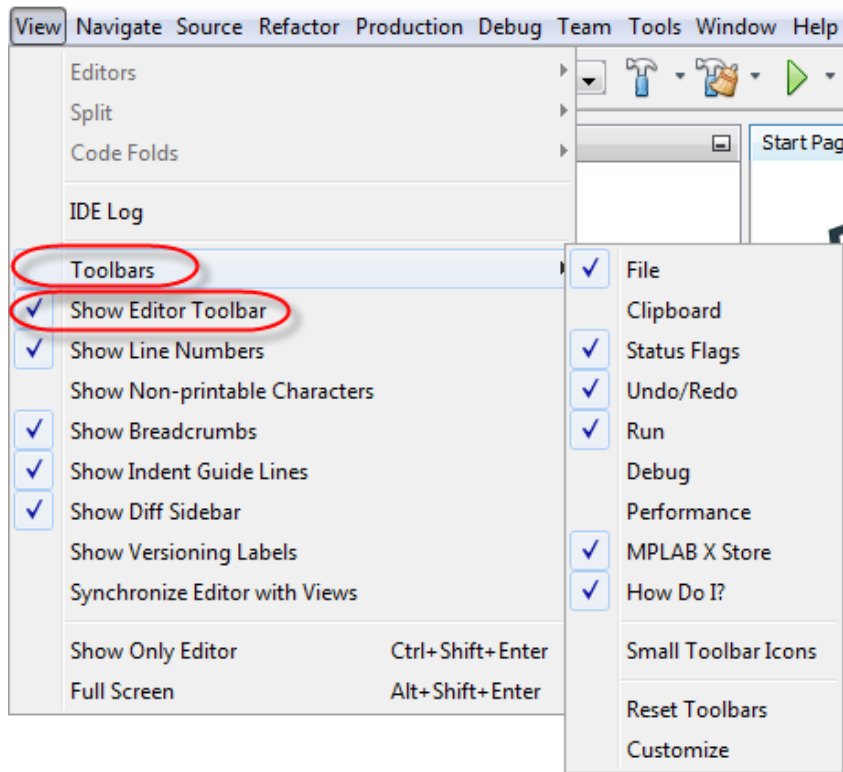 View Navigate Source Refactor Production Debug Team Tools Window Help
Editors
Split
Code Folds
Start Pag
IDE Log
Toolbars
Show Editor Toolbar
Show Line Numbers
Show Non-printable Characters
Show Breadcrumbs
Show Indent Guide Lines
Show Diff Sidebar
Show Versioning Labels
Synchronize Editor with Views
Show Only Editor Ctrl+Shift+Enter
Full Screen Alt+Shift+Enter
File
Clipboard
Status Flags
Undo/Redo
Run
Debug
Performance
MPLAB X Store
How Do I?
Small Toolbar Icons
Reset Toolbars
Customize